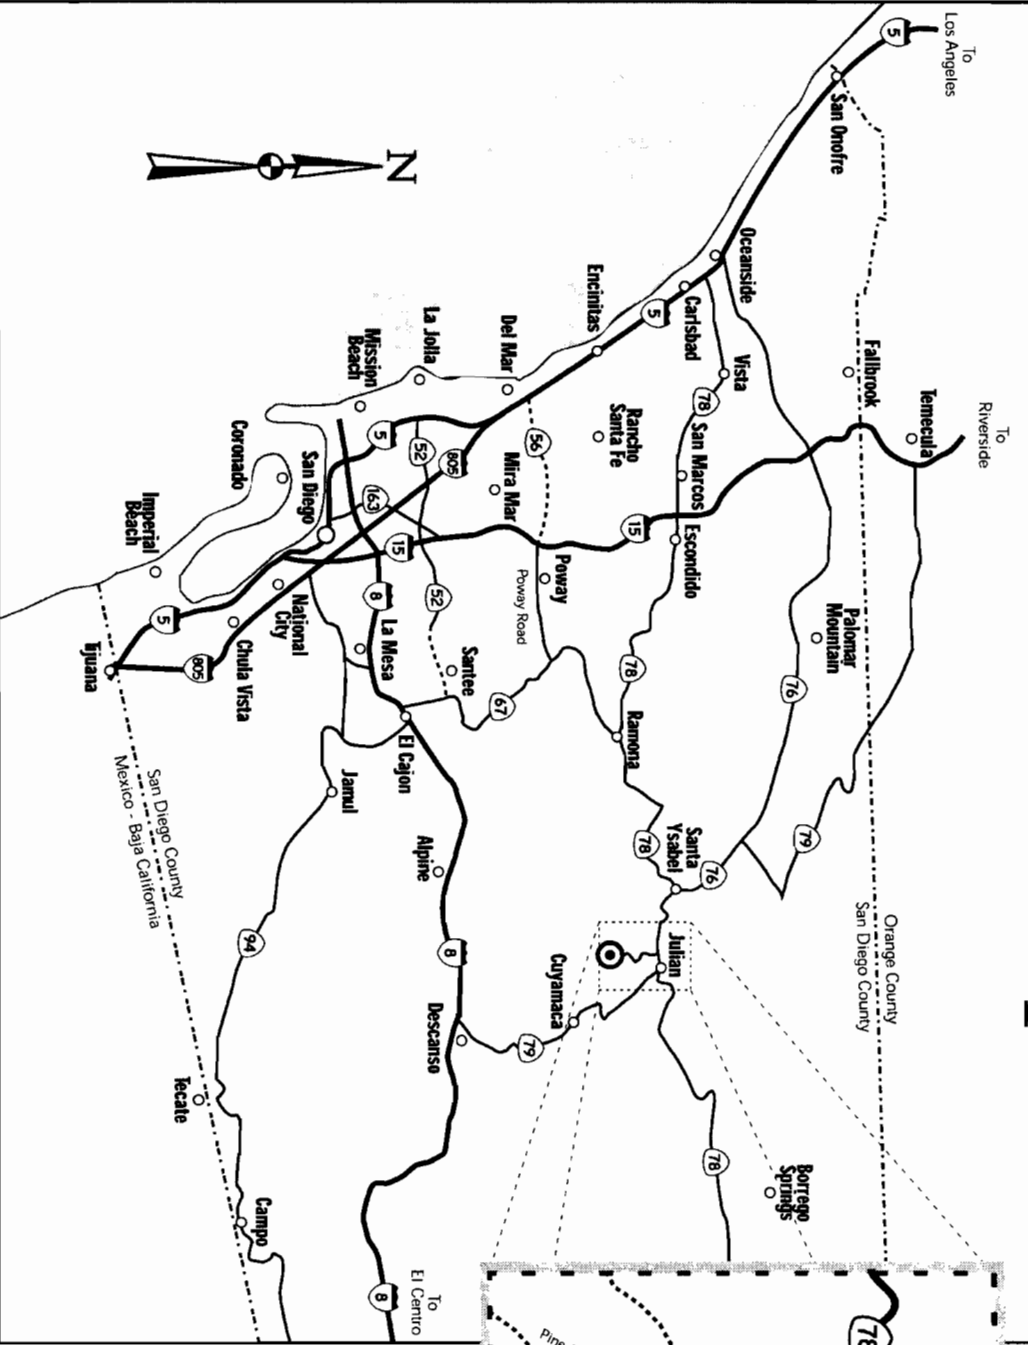 To
Los Angeles
5
San Onofre
To
Riverside
Temecula
Fallbrook
Oceanside
Carlsbad
5
Vista
78
San Marcos
Encinitas
Rancho
Santa Fe
Del Mar
56
La Jolla
Mission
Beach
5
52
805
Mira Mar
15
Escondido
Poway
Poway Road
Palomar
Mountain
76
79
N
Coronado
San Diego
163
15
8
52
Imperial
Beach
National
City
La Mesa
Santee
67
78
Ramona
5
805
Chula Vista
Tijuana
El Cajon
Jamul
Alpine
78
Santa
Ysabel
76
San Diego County
Mexico - Baja California
Orange County
San Diego County
94
8
Descanso
Cuyamaca
79
Julian
Tecate
78
Borrego
Springs
Campo
8
To
El Centro
78